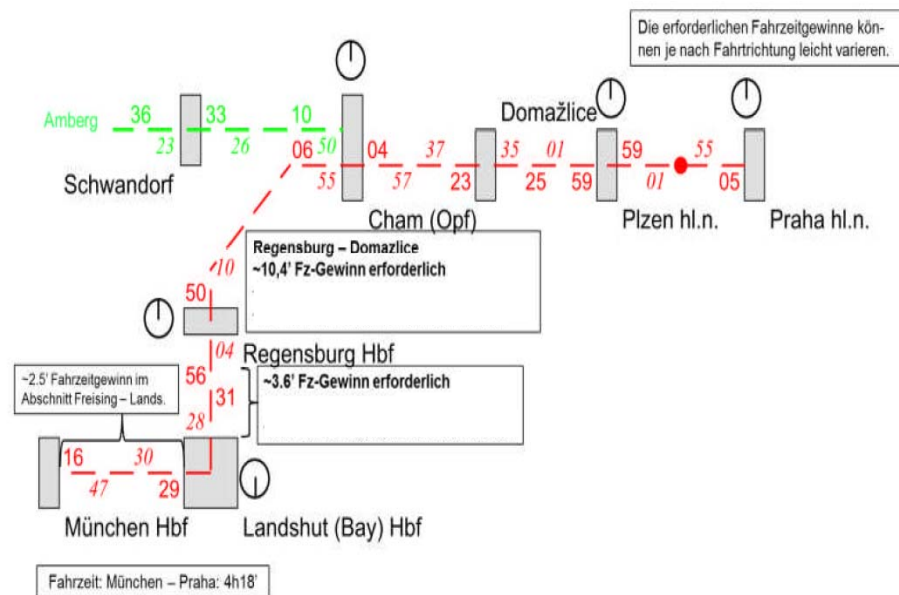 Die erforderlichen Fahrzeitgewinne kön-
nen je nach Fahrtrichtung leicht varieren.
Domažlice
Amberg
36
33
10
23
26
50
06
04
37
35
01
59
55
55
57
23
25
59
01
05
Schwandorf
Cham (Opf)
Plzen hl.n.
Praha hl.n.
Regensburg – Domazlice
~10,4' Fz-Gewinn erforderlich
10
50
Regensburg Hbf
04
56
31
28
~3.6' Fz-Gewinn erforderlich
~2.5' Fahrzeitgewinn im
Abschnitt Freising – Lands.
16
30
47
29
München Hbf
Landshut (Bay) Hbf
Fahrzeit: München – Praha: 4h18'